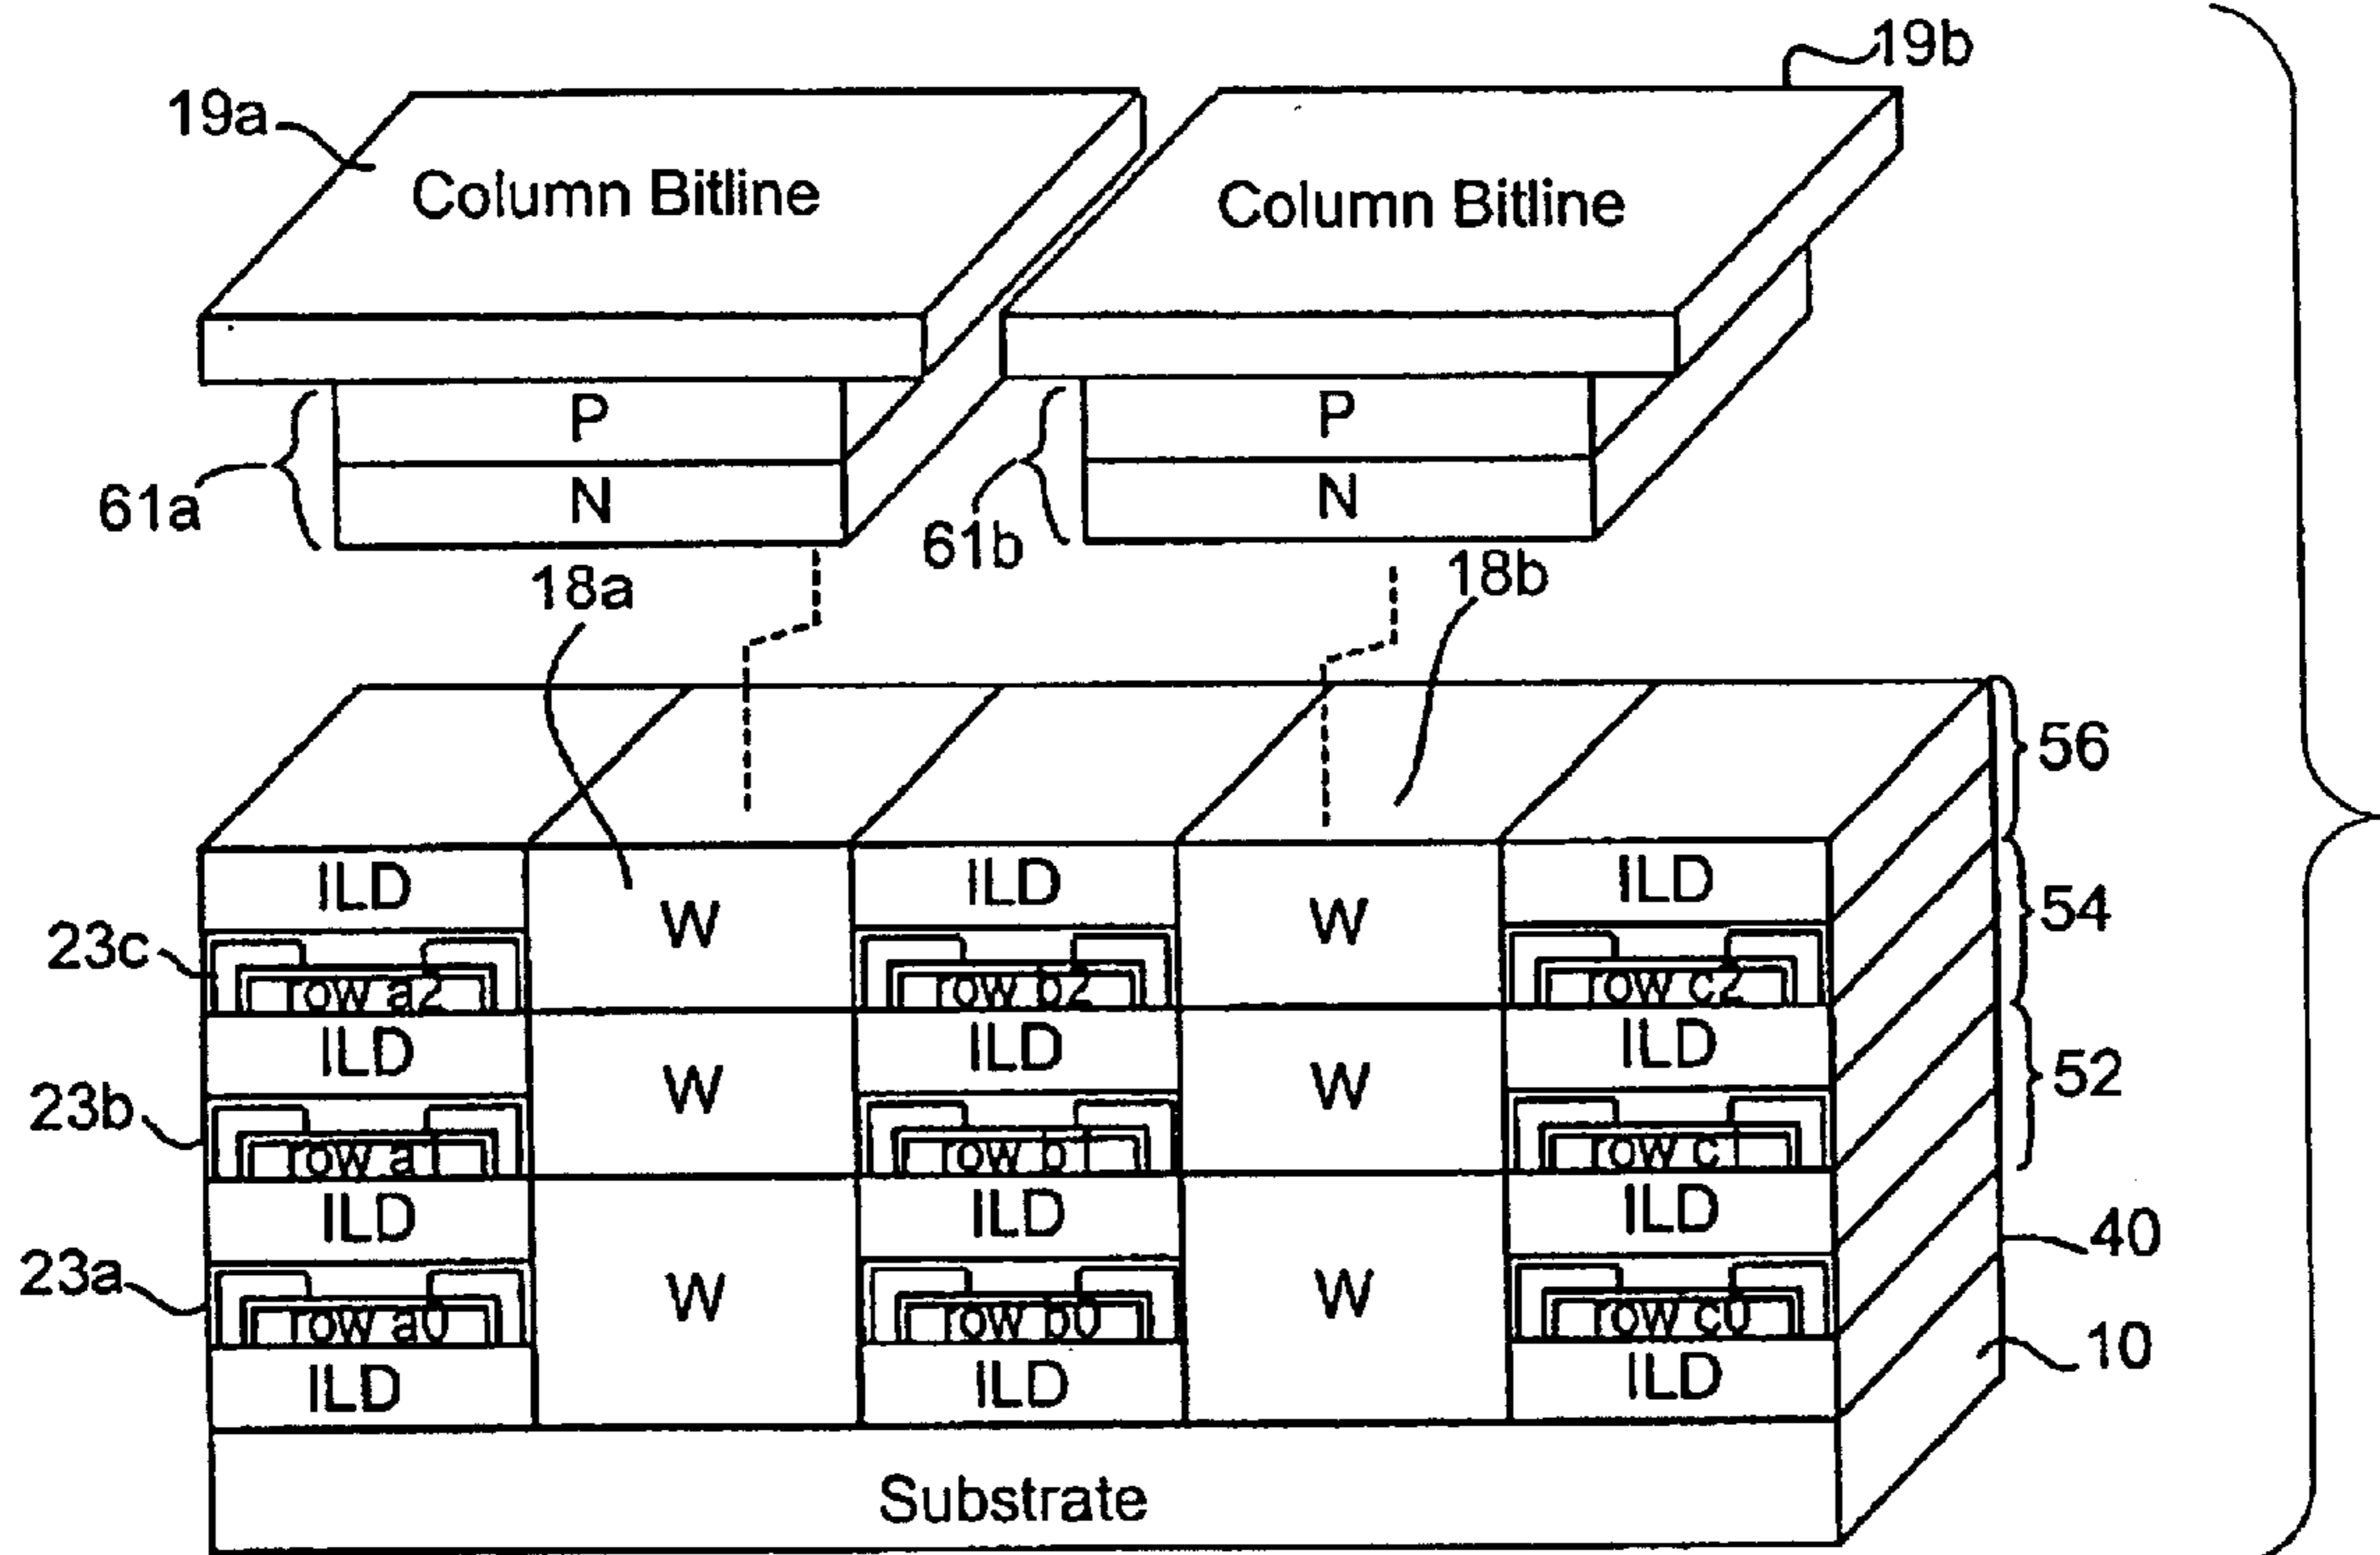 19b
19a
Column Bitline Column Bitline
P P
N N
61a 61b
18a 18b
56
ILD ILD ILD
W W
54
23c
row a2 row b2 row c2
ILD ILD ILD
W W
52
23b
row a1 row b1 row c1
ILD ILD ILD
40
23a
W W
row a0 row b0 row c0
10
ILD ILD ILD
Substrate